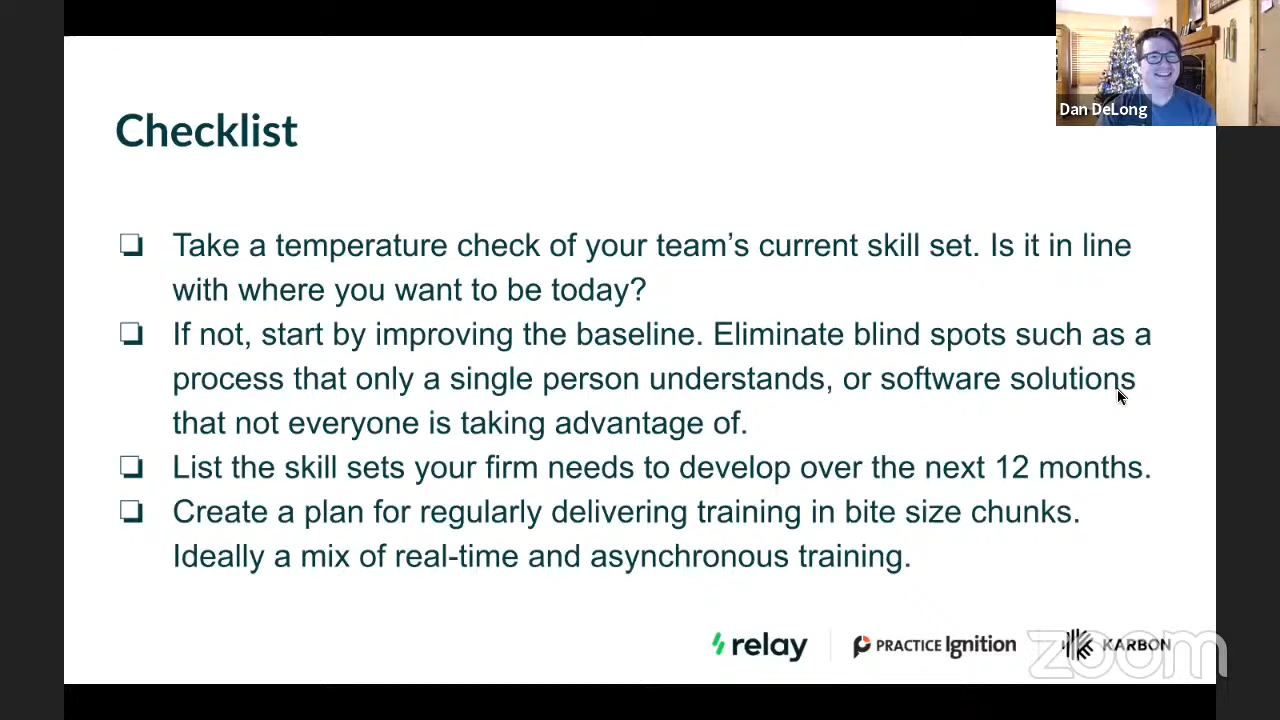 Dan DeLong
Checklist
❏ Take a temperature check of your team’s current skill set. Is it in line
with where you want to be today?
❏ If not, start by improving the baseline. Eliminate blind spots such as a
process that only a single person understands, or software solutions
that not everyone is taking advantage of.
❏ List the skill sets your firm needs to develop over the next 12 months.
❏ Create a plan for regularly delivering training in bite size chunks.
Ideally a mix of real-time and asynchronous training.
relay PRACTICE Ignition KARBON
zoom